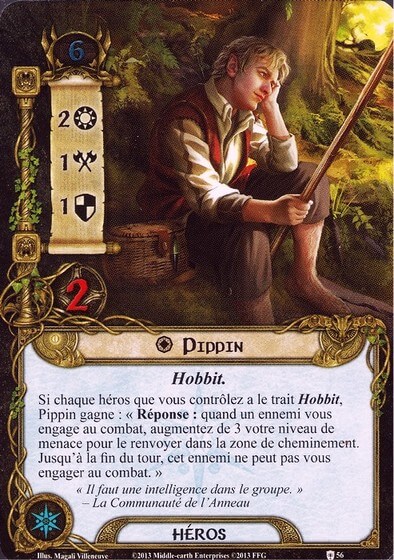 6
2
1
1
2
Pippin
Hobbit.
Si chaque héros que vous contrôlez a le trait Hobbit,
Pippin gagne : « Réponse : quand un ennemi vous
engage au combat, augmentez de 3 votre niveau de
menace pour le renvoyer dans la zone de cheminement.
Jusqu'à la fin du tour, cet ennemi ne peut pas vous
engager au combat. »
« Il faut une intelligence dans le groupe. »
– La Communauté de l'Anneau
HÉROS
Illus. Magali Villeneuve ©2013 Middle-earth Enterprises ©2013 FFG 56